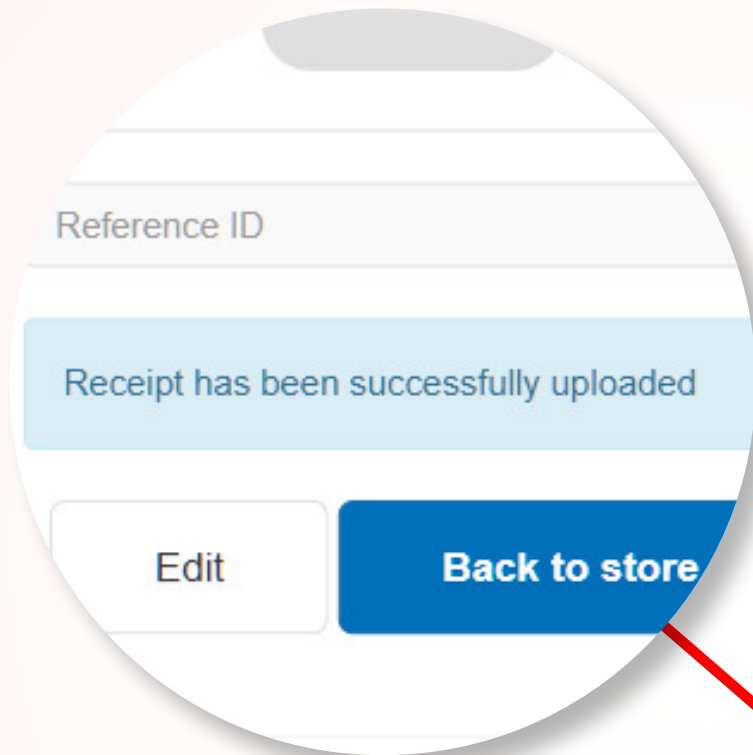 Reference ID
Receipt has been successfully uploaded
Edit
Back to store